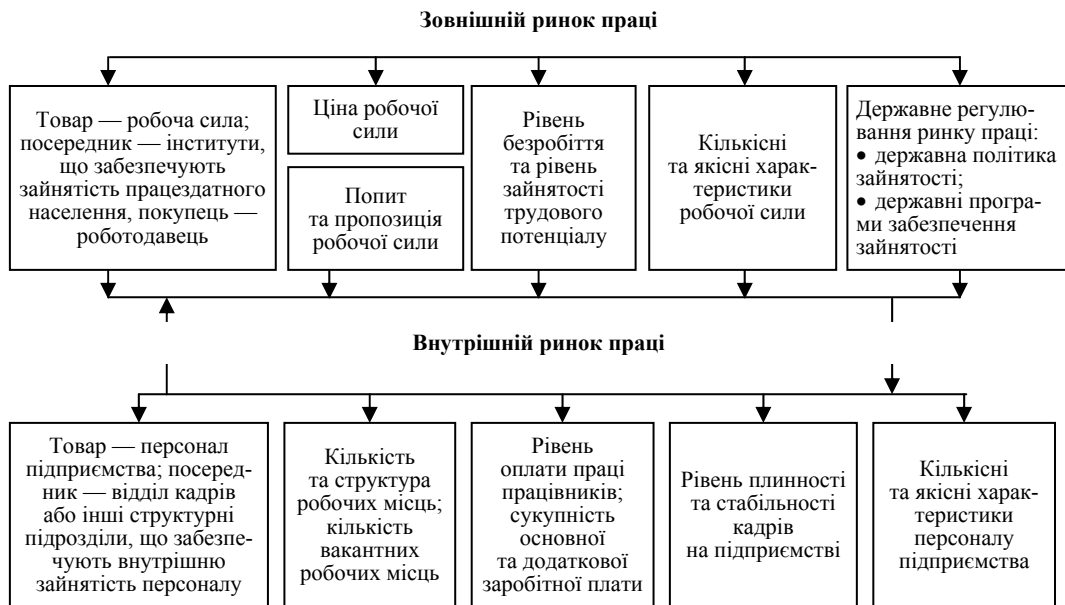 Зовнішній ринок праці
Товар — робоча сила;
посередник — інститути,
що забезпечують
зайнятість працездатного
населення, покупець —
роботодавець
Ціна робочої
сили
Попит
та пропозиція
робочої сили
Рівень
безробіття
та рівень
зайнятості
трудового
потенціалу
Кількісні
та якісні харак-
теристики
робочої сили
Державне регулю-
вання ринку праці:
• державна політика
зайнятості;
• державні програ-
ми забезпечення
зайнятості
Внутрішній ринок праці
Товар — персонал
підприємства; посеред-
ник — відділ кадрів
або інші структурні
підрозділи, що забезпе-
чують внутрішню
зайнятість персоналу
Кількість
та структура
робочих місць;
кількість
вакантних
робочих місць
Рівень
оплати праці
працівників;
сукупність
основної
та додаткової
заробітної плати
Рівень плинності
та стабільності
кадрів
на підприємстві
Кількісні
та якісні харак-
теристики
персоналу
підприємства